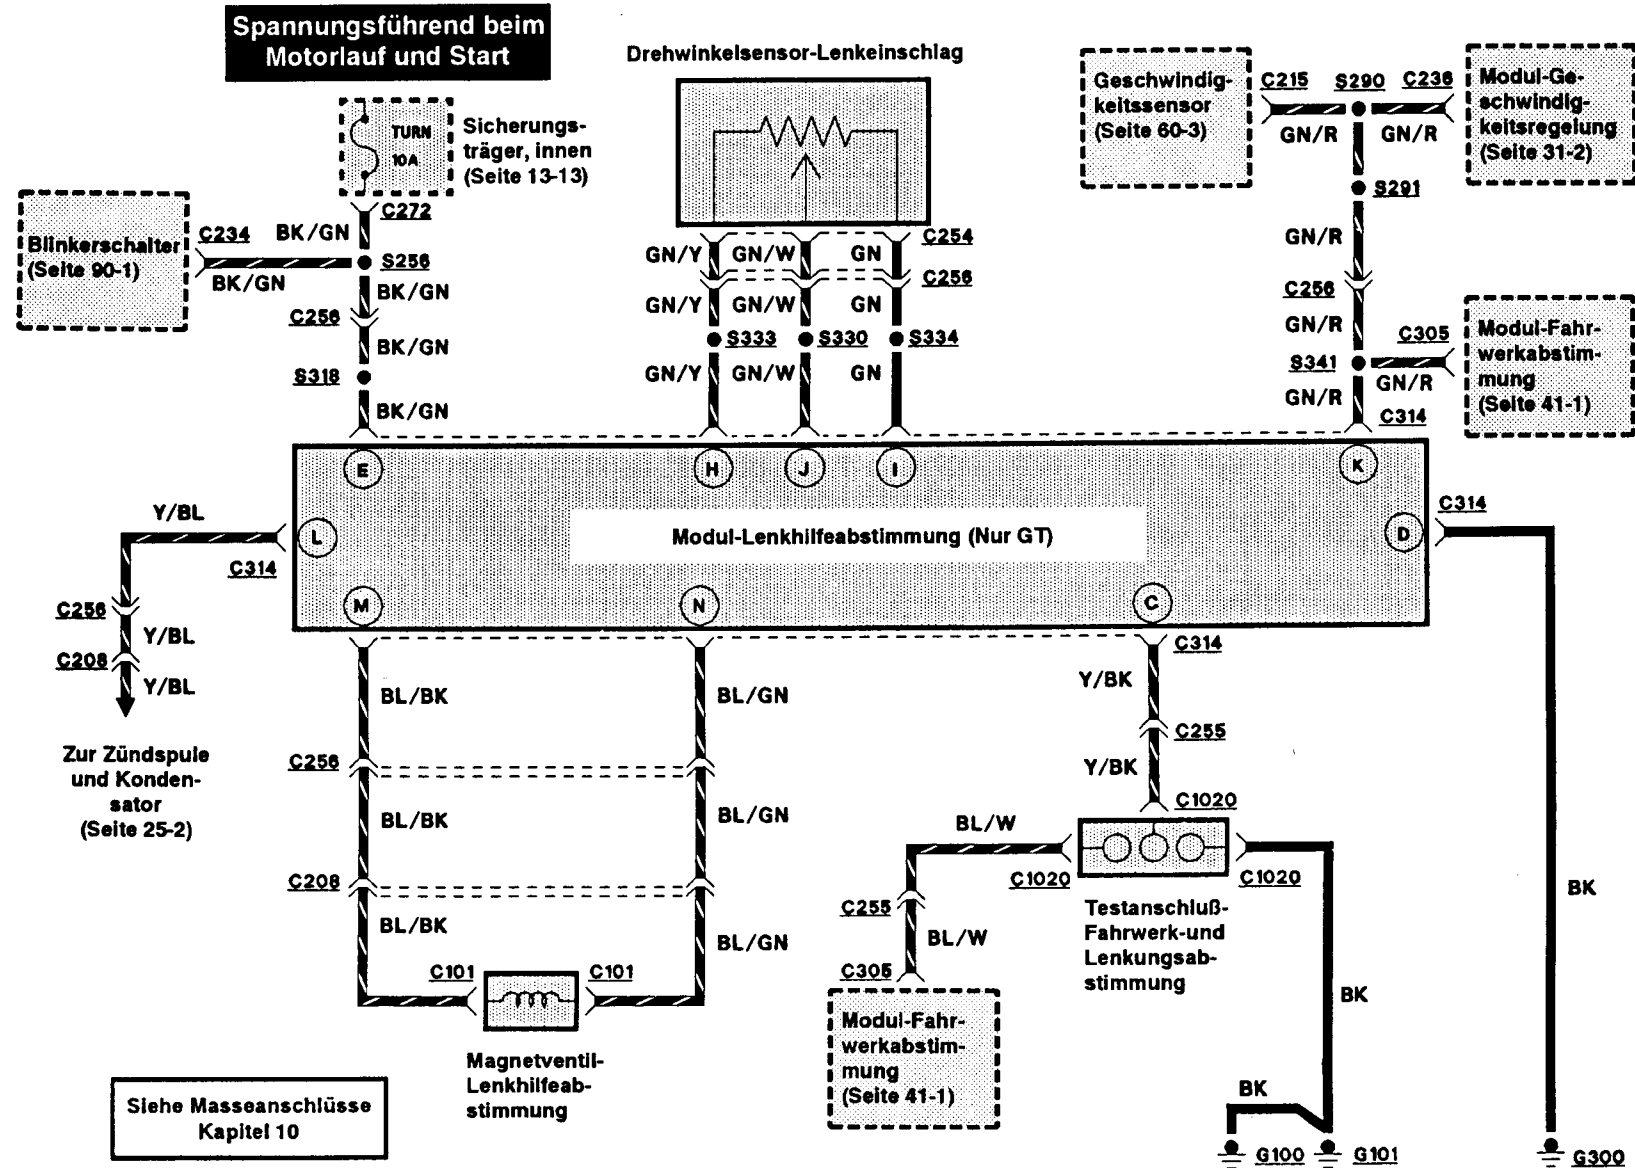 Spannungsführend beim
Motorlauf und Start
TURN
10A
Sicherungs-
träger, innen
(Seite 13-13)
C272
BK/GN
Blinkerschalter
(Seite 90-1)
C234
BK/GN
S256
BK/GN
C256
BK/GN
S318
BK/GN
Drehwinkelsensor-Lenkeinschlag
C254
GN/Y
GN/W
GN
C256
GN/Y
GN/W
GN
S333
S330
S334
GN/Y
GN/W
GN
Geschwindig-
keitssensor
(Seite 60-3)
C215
S290
C236
GN/R
GN/R
Modul-Ge-
schwindig-
keitsregelung
(Seite 31-2)
S291
GN/R
C256
GN/R
S341
C305
GN/R
GN/R
C314
Modul-Fahr-
werkabstim-
mung
(Seite 41-1)
E
H
J
I
K
L
Modul-Lenkhilfeabstimmung (Nur GT)
D
M
N
C
C314
Y/BL
C314
C256
Y/BL
C208
Y/BL
Zur Zündspule
und Konden-
sator
(Seite 25-2)
C314
BL/BK
BL/GN
Y/BK
C255
C256
Y/BK
BL/BK
BL/GN
C1020
C208
BL/W
C1020
C1020
BL/BK
BL/GN
C255
BL/W
C305
Testanschluß-
Fahrwerk-und
Lenkungsab-
stimmung
C101
C101
Magnetventil-
Lenkhilfeab-
stimmung
Modul-Fahr-
werkabstim-
mung
(Seite 41-1)
BK
BK
BK
Siehe Masseanschlüsse
Kapitel 10
G100
G101
G300